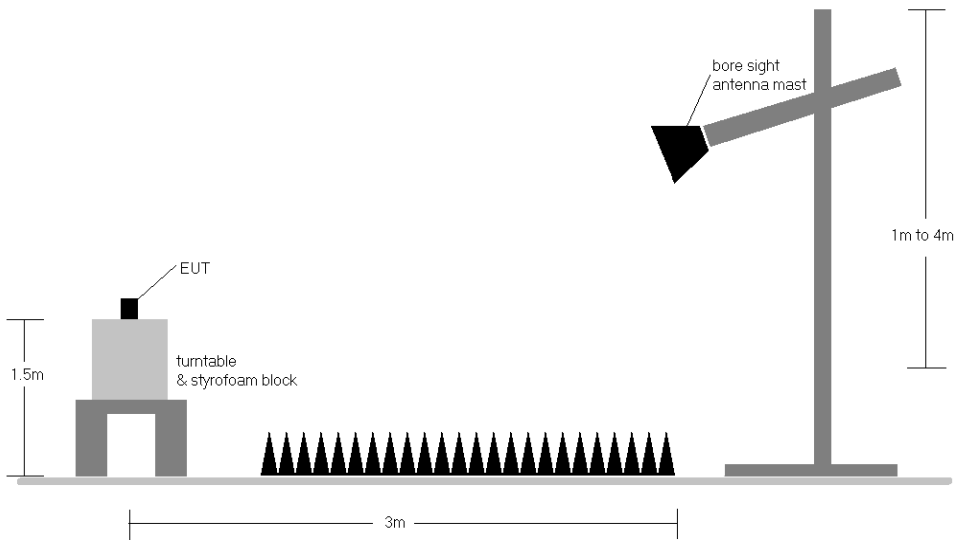 bore sight
antenna mast
1m to 4m
EUT
1.5m
turntable
& styrofoam block
3m